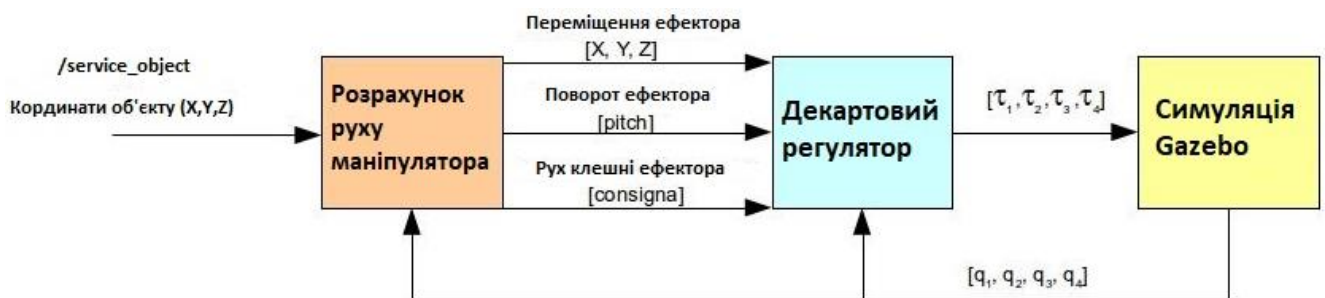 /service_object
Кординати об'єкту (X,Y,Z)
Розрахунок
руху
маніпулятора
Переміщення ефектора
[X, Y, Z]
Поворот ефектора
[pitch]
Рух клешні ефектора
[consigna]
Декартовий
регулятор
[τ₁, τ₂, τ₃, τ₄]
Симуляція
Gazebo
[q₁, q₂, q₃, q₄]